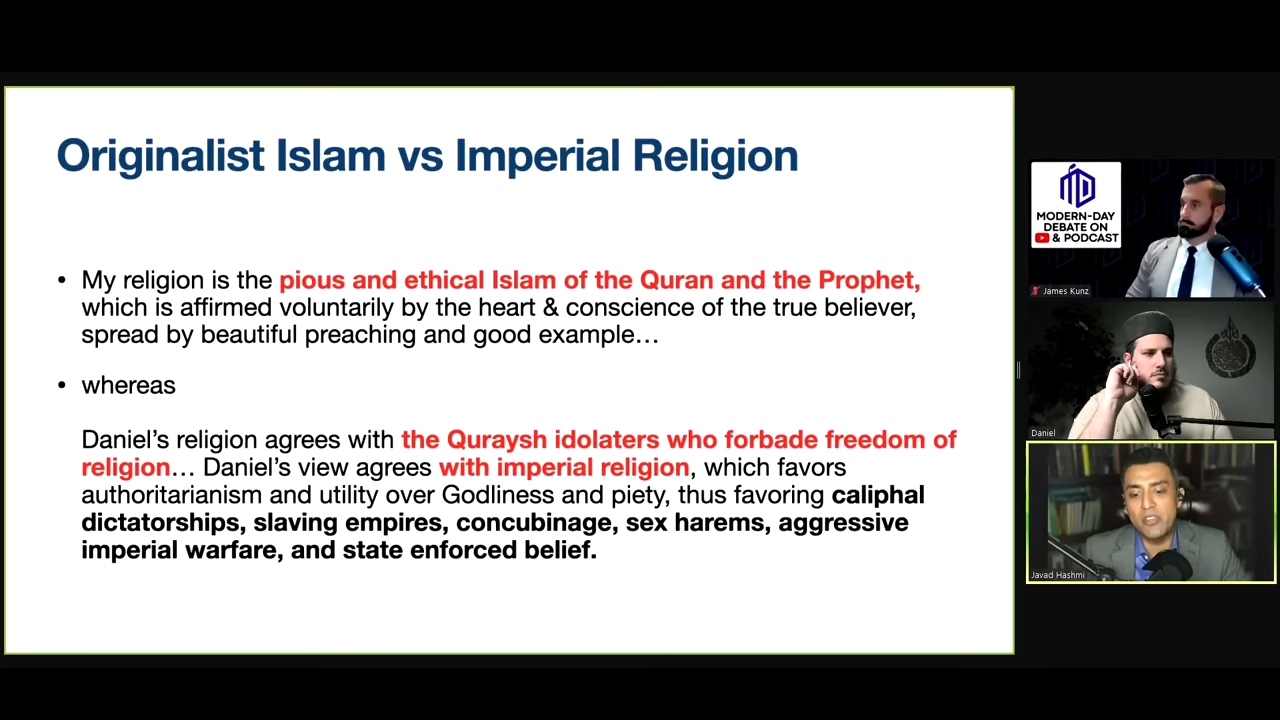 Originalist Islam vs Imperial Religion
• My religion is the pious and ethical Islam of the Quran and the Prophet,
which is affirmed voluntarily by the heart & conscience of the true believer,
spread by beautiful preaching and good example…
• whereas
Daniel’s religion agrees with the Quraysh idolaters who forbade freedom of
religion… Daniel’s view agrees with imperial religion, which favors
authoritarianism and utility over Godliness and piety, thus favoring caliphal
dictatorships, slaving empires, concubinage, sex harems, aggressive
imperial warfare, and state enforced belief.
MODERN-DAY
DEBATE ON
& PODCAST
James Kunz
Daniel
Javad Hashmi